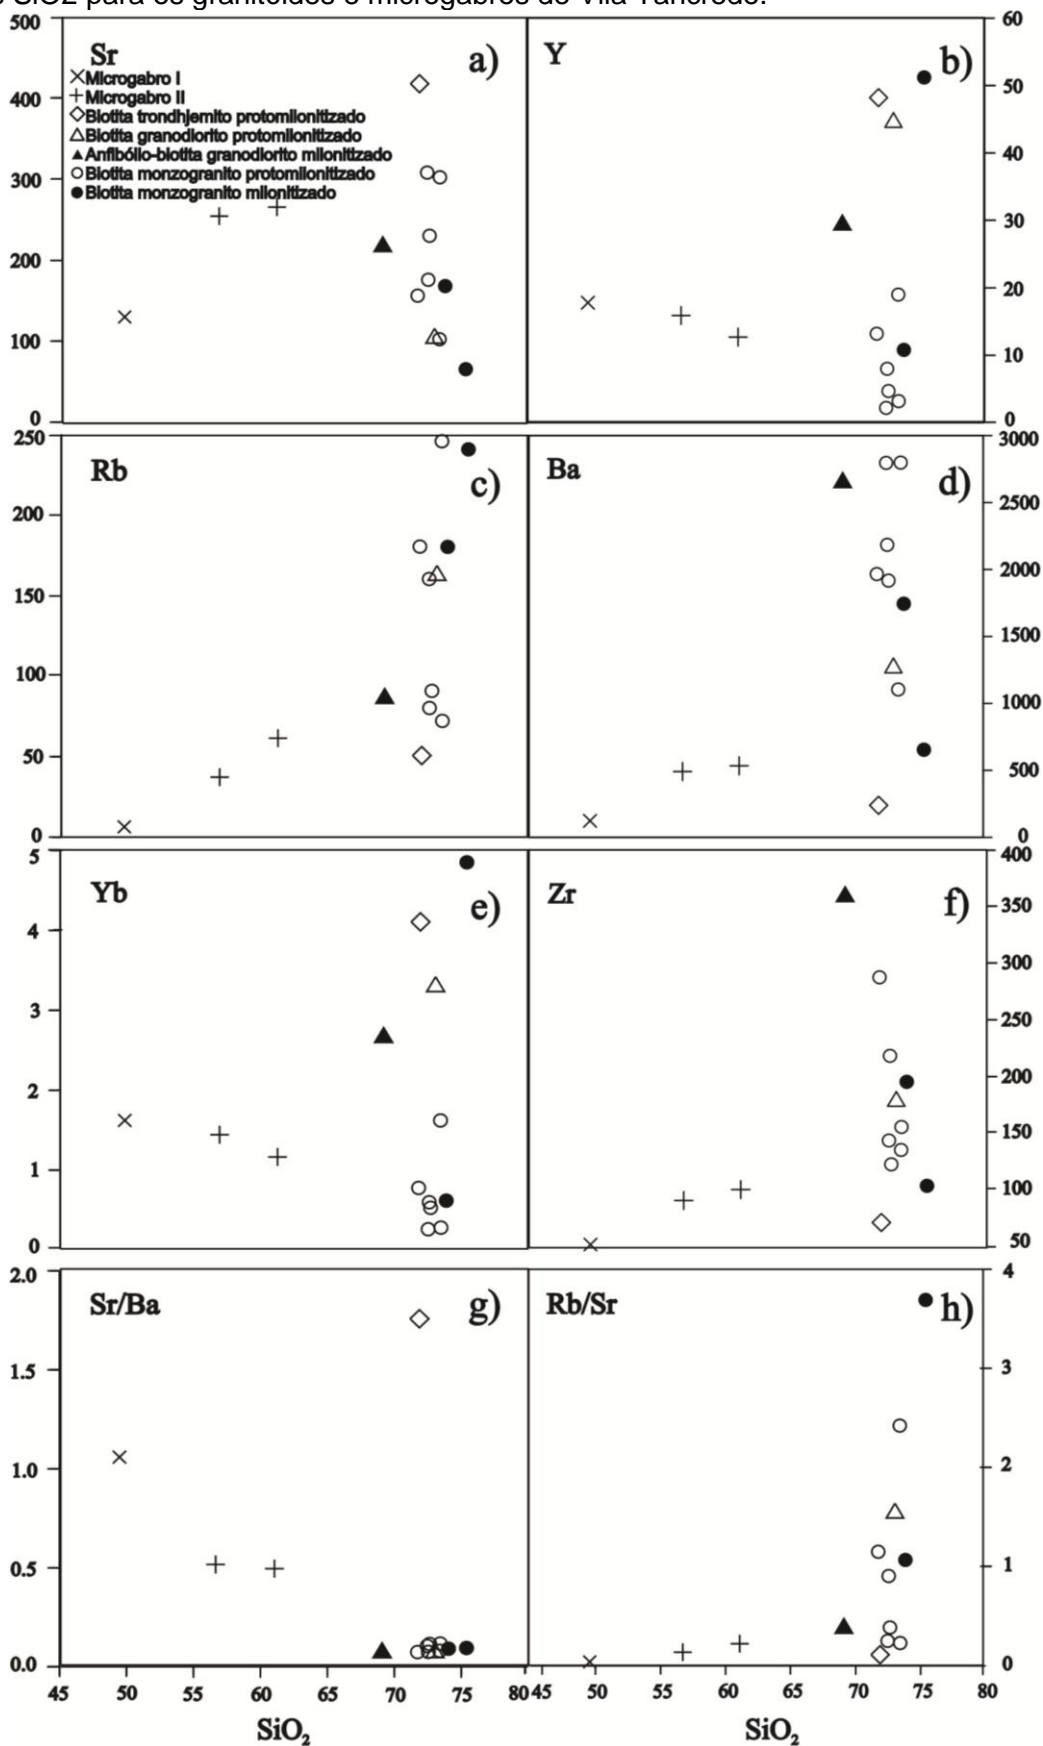 s SiO2 para os granitoides e microgabros de Vila Tancredo.
500
400
300
200
100
0
Sr
a)
Microgabro I
Microgabro II
Biotita trondhjemito protomilonitizado
Biotita granodiorito protomilonitizado
Anfibólio-biotita granodiorito milonitizado
Biotita monzogranito protomilonitizado
Biotita monzogranito milonitizado
Y
b)
60
50
40
30
20
10
0
250
200
150
100
50
0
Rb
c)
Ba
d)
3000
2500
2000
1500
1000
500
0
5
4
3
2
1
0
Yb
e)
Zr
f)
400
350
300
250
200
150
100
50
2.0
1.5
1.0
0.5
0.0
Sr/Ba
g)
Rb/Sr
h)
4
3
2
1
0
45 50 55 60 65 70 75 80
45 50 55 60 65 70 75 80
SiO₂
SiO₂